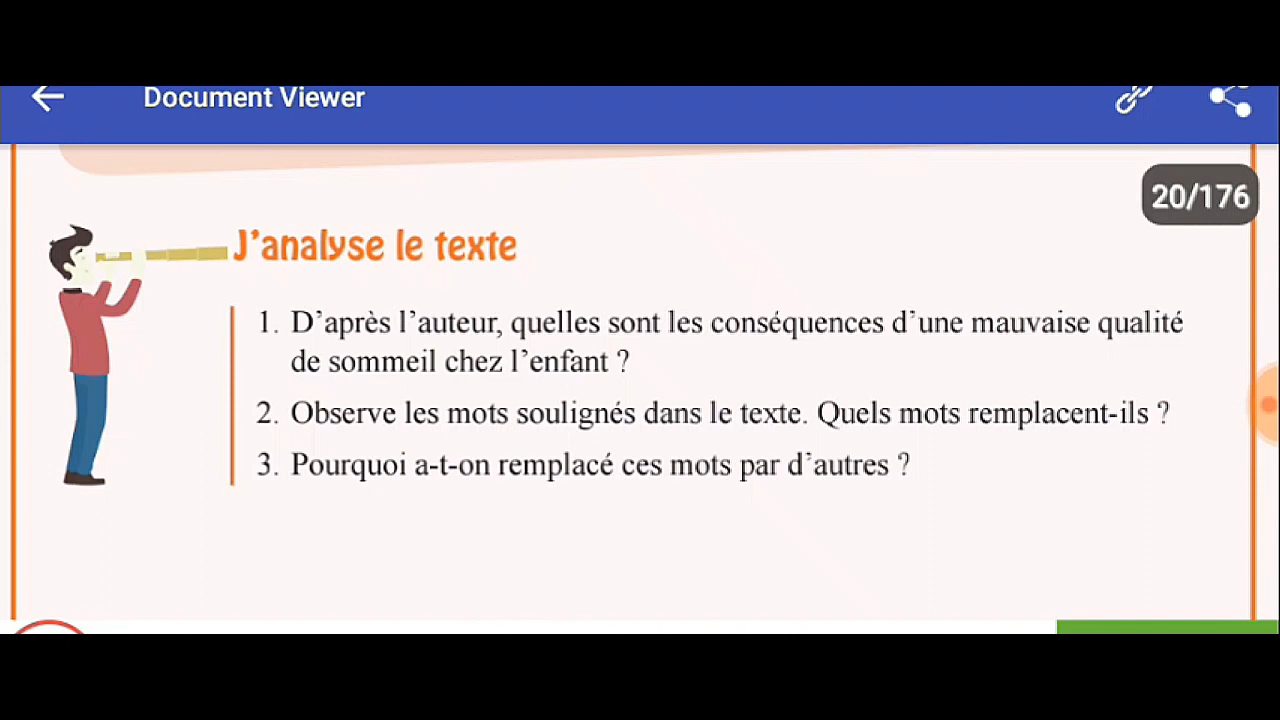 Document Viewer
20/176
J'analyse le texte
1. D'après l'auteur, quelles sont les conséquences d'une mauvaise qualité
de sommeil chez l'enfant ?
2. Observe les mots soulignés dans le texte. Quels mots remplacent-ils ?
3. Pourquoi a-t-on remplacé ces mots par d'autres ?